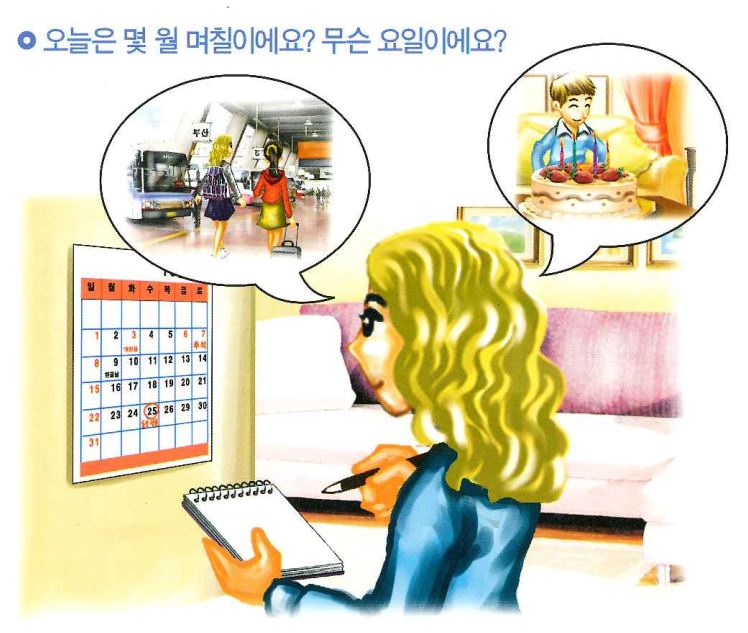 오늘은 몇 월 며칠이에요? 무슨 요일이에요?
부산
일 월 화 수 목 금 토
1 2 3 4 5 6 7
개천절 추석
8 9 10 11 12 13 14
한글날
15 16 17 18 19 20 21
22 23 24 25 26 29 30
31